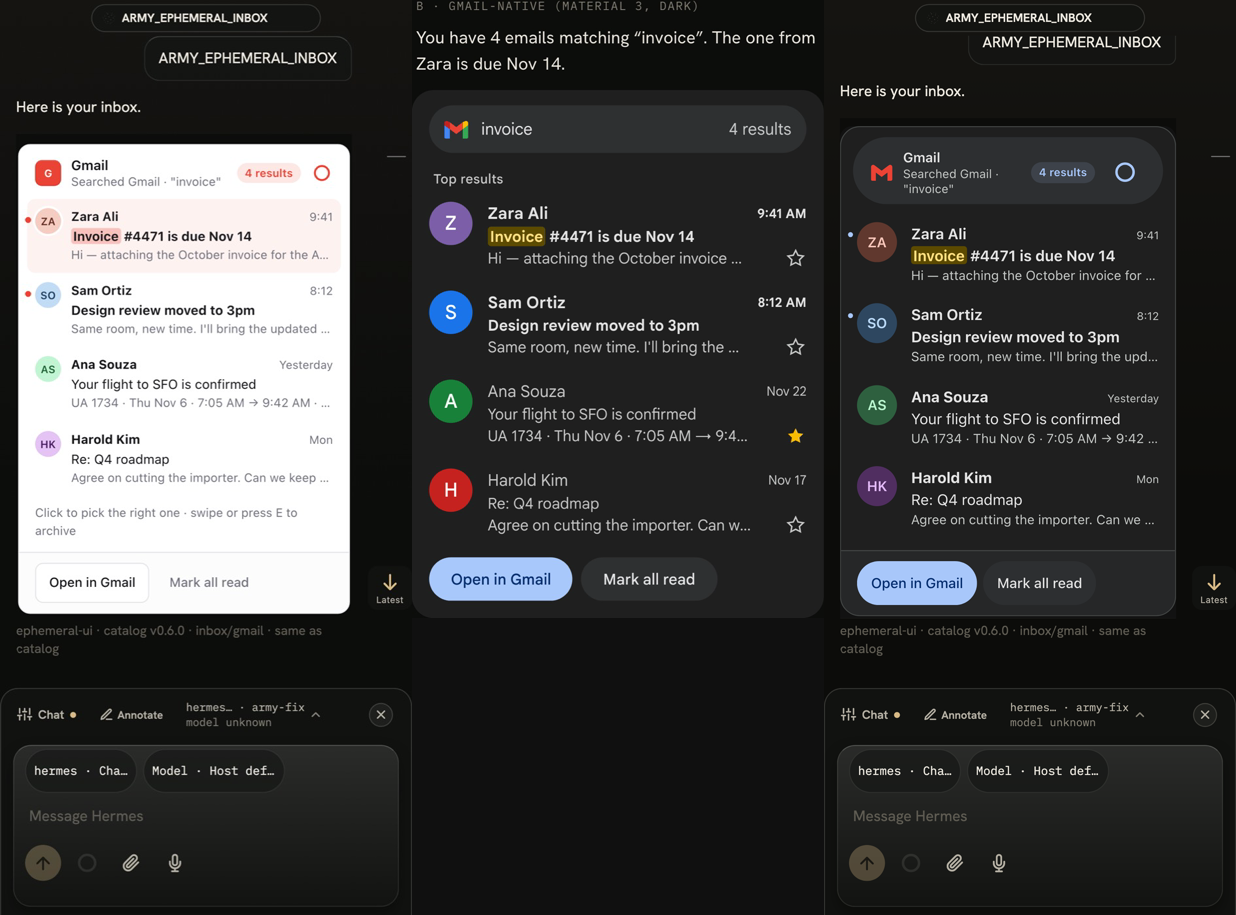 ARMY_EPHEMERAL_INBOX
ARMY_EPHEMERAL_INBOX
Here is your inbox.
G
Gmail
Searched Gmail · "invoice"
4 results
ZA
Zara Ali
9:41
Invoice #4471 is due Nov 14
Hi — attaching the October invoice for the A...
SO
Sam Ortiz
8:12
Design review moved to 3pm
Same room, new time. I'll bring the updated ...
AS
Ana Souza
Yesterday
Your flight to SFO is confirmed
UA 1734 · Thu Nov 6 · 7:05 AM → 9:42 AM · ...
HK
Harold Kim
Mon
Re: Q4 roadmap
Agree on cutting the importer. Can we keep ...
Click to pick the right one · swipe or press E to
archive
Open in Gmail
Mark all read
Latest
ephemeral-ui · catalog v0.6.0 · inbox/gmail · same as
catalog
Chat
Annotate
hermes… · army-fix
model unknown
hermes · Cha…
Model · Host def…
Message Hermes
B · GMAIL-NATIVE (MATERIAL 3, DARK)
You have 4 emails matching “invoice”. The one from
Zara is due Nov 14.
invoice
4 results
Top results
Z
Zara Ali
9:41 AM
Invoice #4471 is due Nov 14
Hi — attaching the October invoice ...
S
Sam Ortiz
8:12 AM
Design review moved to 3pm
Same room, new time. I'll bring the ...
A
Ana Souza
Nov 22
Your flight to SFO is confirmed
UA 1734 · Thu Nov 6 · 7:05 AM → 9:4...
H
Harold Kim
Nov 17
Re: Q4 roadmap
Agree on cutting the importer. Can w...
Open in Gmail
Mark all read
ARMY_EPHEMERAL_INBOX
ARMY_EPHEMERAL_INBOX
Here is your inbox.
Gmail
Searched Gmail ·
"invoice"
4 results
ZA
Zara Ali
9:41
Invoice #4471 is due Nov 14
Hi — attaching the October invoice for ...
SO
Sam Ortiz
8:12
Design review moved to 3pm
Same room, new time. I'll bring the upd...
AS
Ana Souza
Yesterday
Your flight to SFO is confirmed
UA 1734 · Thu Nov 6 · 7:05 AM → 9:42 ...
HK
Harold Kim
Mon
Re: Q4 roadmap
Agree on cutting the importer. Can we ...
Open in Gmail
Mark all read
Latest
ephemeral-ui · catalog v0.6.0 · inbox/gmail · same as
catalog
Chat
Annotate
hermes… · army-fix
model unknown
hermes · Cha…
Model · Host def…
Message Hermes